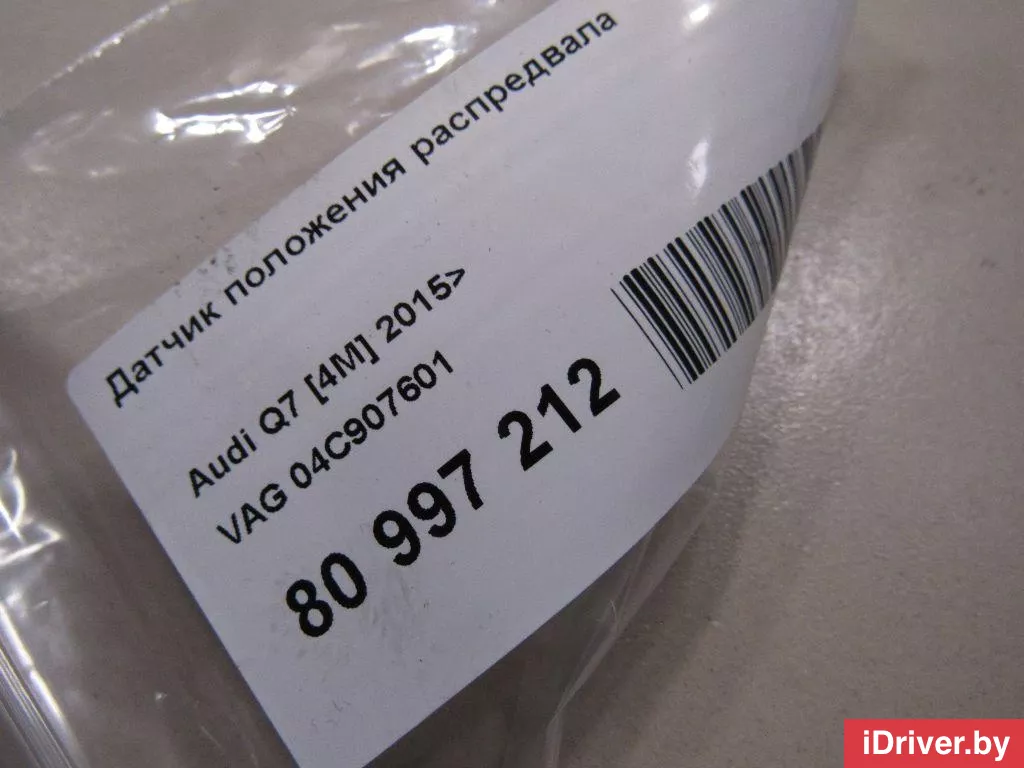 Датчик положения распредвала
Audi Q7 [4M] 2015>
VAG 04C907601
80 997 212
iDriver.by